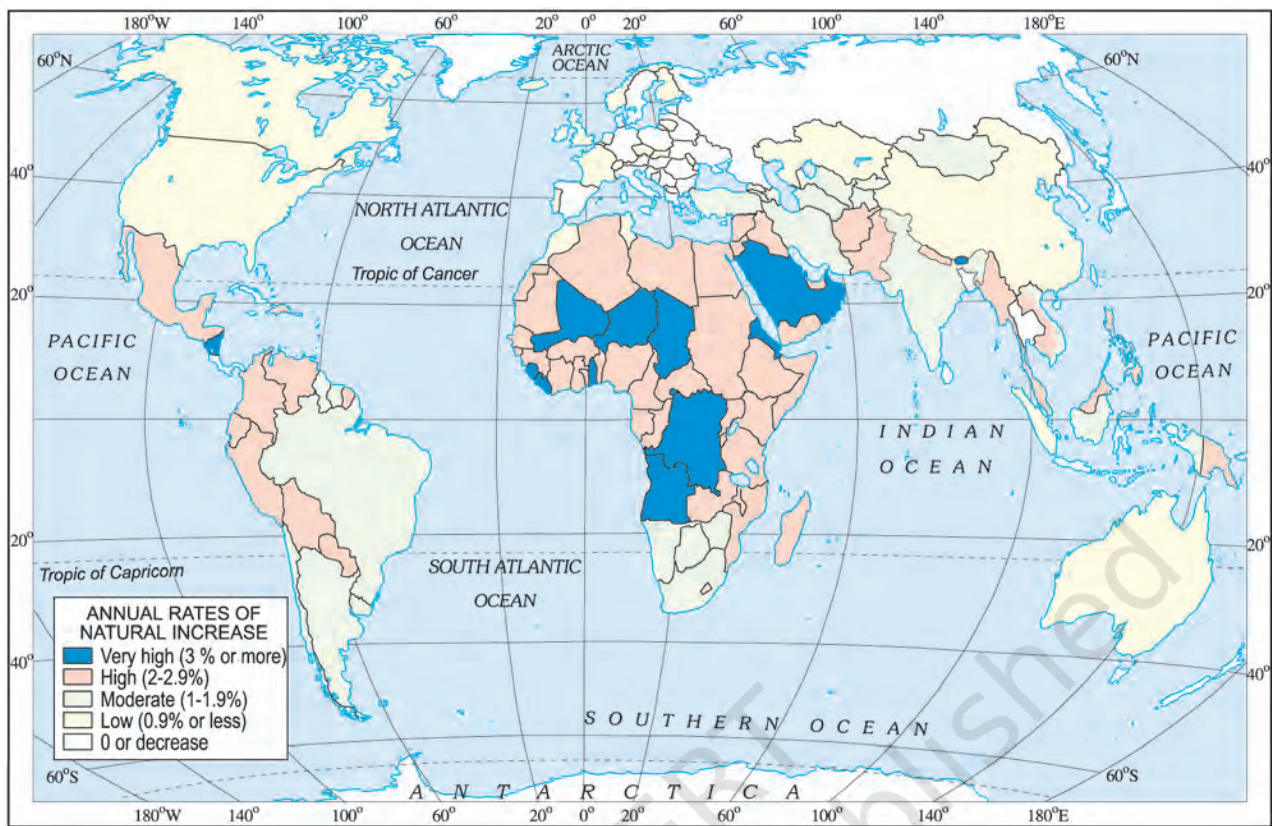 180°W 140° 100° 60° 20° 0° 20° 60° 100° 140° 180°E
ARCTIC
OCEAN
60°N
60°N
40°
40°
NORTH ATLANTIC
OCEAN
Tropic of Cancer
20°
20°
PACIFIC
OCEAN
PACIFIC
OCEAN
INDIAN
OCEAN
20°
20°
Tropic of Capricorn
SOUTH ATLANTIC
OCEAN
ANNUAL RATES OF
NATURAL INCREASE
Very high (3 % or more)
High (2-2.9%)
Moderate (1-1.9%)
Low (0.9% or less)
0 or decrease
40°
40°
SOUTHERN OCEAN
60°S
60°S
ANTARCTICA
180°W 140° 100° 60° 20° 0° 20° 60° 100° 140° 180°E